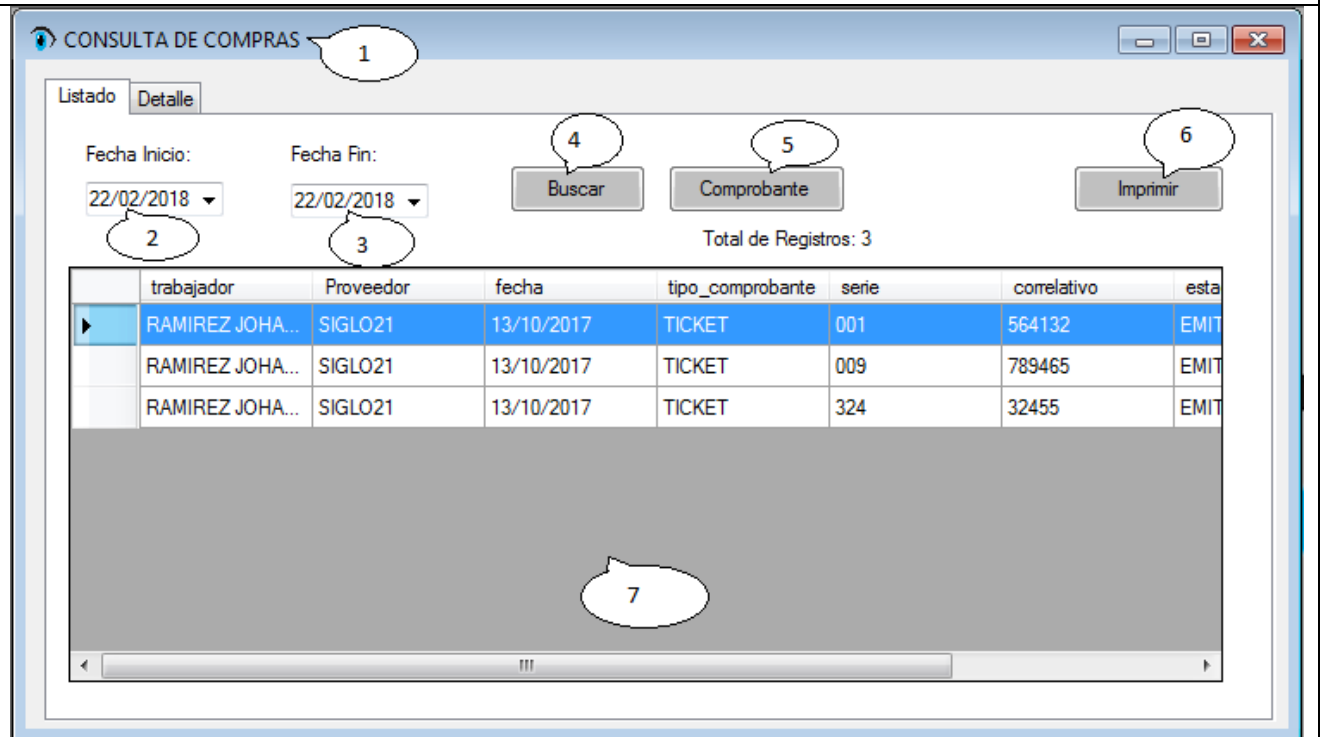 CONSULTA DE COMPRAS
1
Listado Detalle
Fecha Inicio: Fecha Fin: 4 5 6
22/02/2018 22/02/2018 Buscar Comprobante Imprimir
2 3 Total de Registros: 3
trabajador Proveedor fecha tipo_comprobante serie correlativo esta
RAMIREZ JOHA... SIGLO21 13/10/2017 TICKET 001 564132 EMIT
RAMIREZ JOHA... SIGLO21 13/10/2017 TICKET 009 789465 EMIT
RAMIREZ JOHA... SIGLO21 13/10/2017 TICKET 324 32455 EMIT
7